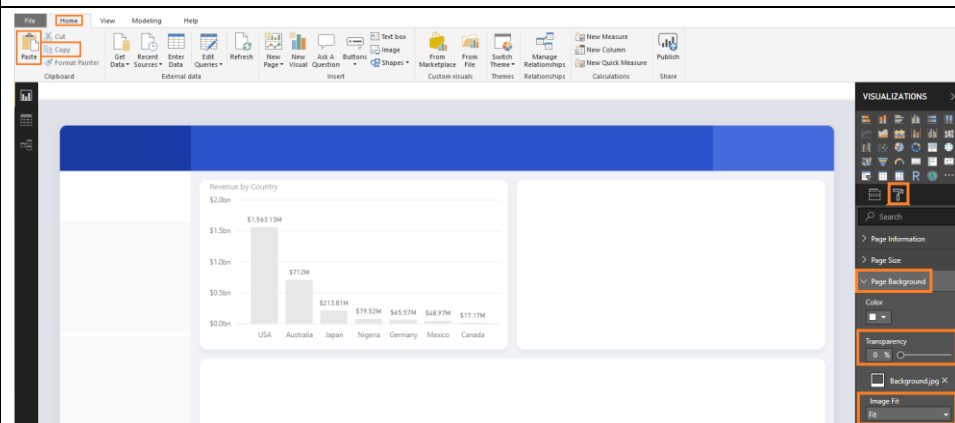 File Home View Modeling Help
Paste
Cut
Copy
Format Painter
Clipboard
Get Data
Recent Sources
Enter Data
Edit Queries
External data
Refresh
New Page
New Visual
Ask A Question
Buttons
Text box
Image
Shapes
Insert
From Marketplace
From File
Custom visuals
Switch Theme
Themes
Manage Relationships
Relationships
New Measure
New Column
New Quick Measure
Calculations
Publish
Share
VISUALIZATIONS
R
Search
Page Information
Page Size
Page Background
Color
Transparency
0 %
Background.jpg
Image Fit
Fit
Revenue by Country
$2.0bn
$1.5bn
$1.0bn
$0.5bn
$0.0bn
$1,563.13M
$712M
$213.81M
$79.52M
$65.57M
$48.97M
$17.17M
USA Australia Japan Nigeria Germany Mexico Canada